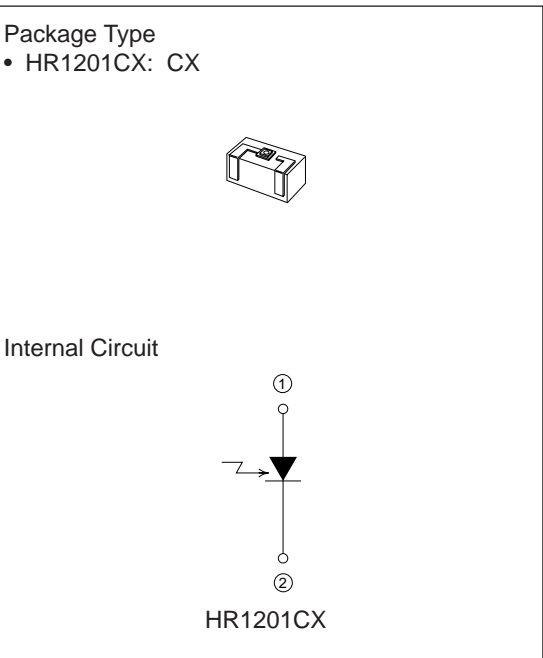 Package Type
• HR1201CX: CX
Internal Circuit
①
②
HR1201CX